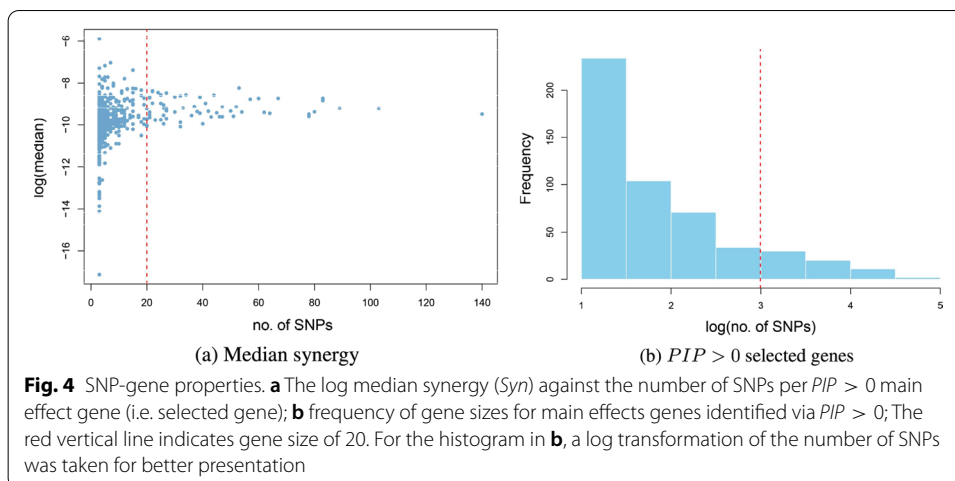 -6
-8
-10
-12
-14
-16
log(median)
0
20
40
60
80
100
120
140
no. of SNPs
(a) Median synergy
200
150
100
50
0
Frequency
1
2
3
4
5
log(no. of SNPs)
(b) PIP > 0 selected genes
Fig. 4 SNP-gene properties. a The log median synergy (Syn) against the number of SNPs per PIP > 0 main
effect gene (i.e. selected gene); b frequency of gene sizes for main effects genes identified via PIP > 0; The
red vertical line indicates gene size of 20. For the histogram in b, a log transformation of the number of SNPs
was taken for better presentation